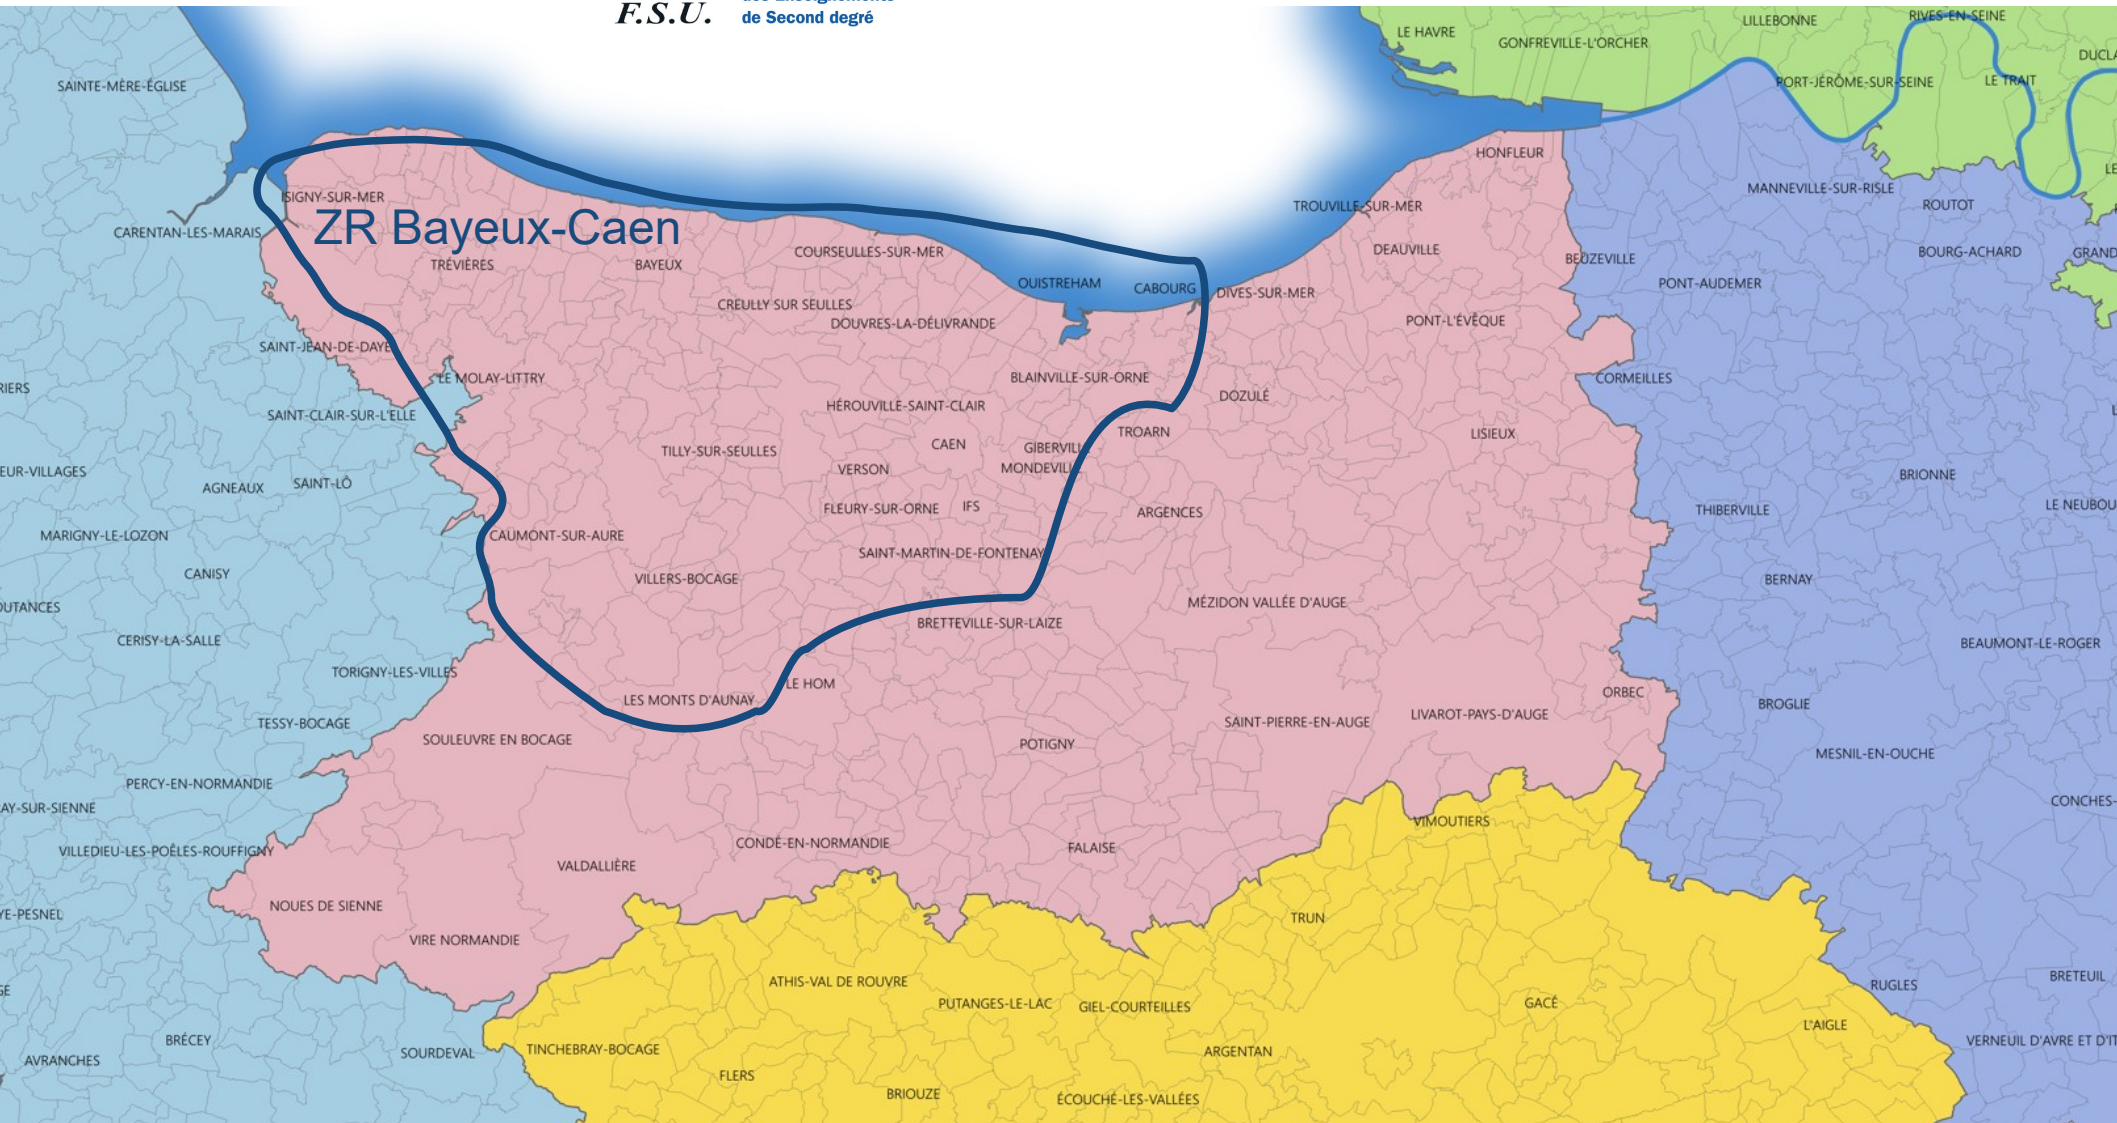 F.S.U.
de Second degré
LE HAVRE
GONFREVILLE-L'ORCHER
LILLEBONNE
RIVES-EN-SEINE
PORT-JÉRÔME-SUR-SEINE
LE TRAIT
SAINTE-MÈRE-ÉGLISE
HONFLEUR
MANNEVILLE-SUR-RISLE
ROUTOT
ISIGNY-SUR-MER
TROUVILLE-SUR-MER
CARENTAN-LES-MARAIS
ZR Bayeux-Caen
TRÉVIÈRES
BAYEUX
COURSEULLES-SUR-MER
DEAUVILLE
BEUZEVILLE
BOURG-ACHARD
GRAND
OUISTREHAM
CABOURG
DIVES-SUR-MER
PONT-AUDEMER
CREULLY SUR SEULLES
DOUVRES-LA-DÉLIVRANDE
PONT-L'ÉVÊQUE
SAINT-JEAN-DE-DAYE
LE MOLAY-LITTRY
BLAINVILLE-SUR-ORNE
CORMEILLES
RIERS
DOZULÉ
SAINT-CLAIR-SUR-L'ELLE
HÉROUVILLE-SAINT-CLAIR
TROARN
LISIEUX
CAEN
GIBERVILL
TILLY-SUR-SEULLES
VERSON
MONDEVILL
EUR-VILLAGES
AGNEAUX
SAINT-LÔ
BRIONNE
FLEURY-SUR-ORNE
IFS
ARGENCES
THIBERVILLE
LE NEUBOU
MARIGNY-LE-LOZON
CAUMONT-SUR-AURE
SAINT-MARTIN-DE-FONTENAY
CANISY
VILLERS-BOCAGE
BERNAY
OUTANCES
MÉZIDON VALLÉE D'AUGE
CERISY-LA-SALLE
BRETTEVILLE-SUR-LAIZE
BEAUMONT-LE-ROGER
TORIGNY-LES-VILLES
LES MONTS D'AUNAY
LE HOM
ORBEC
BROGLIE
TESSY-BOCAGE
SAINT-PIERRE-EN-AUGE
LIVAROT-PAYS-D'AUGE
SOULEUVRE EN BOCAGE
POTIGNY
MESNIL-EN-OUCHE
PERCY-EN-NORMANDIE
AY-SUR-SIENNE
CONCHES-
VIMOUTIERS
VILLEDIEU-LES-POÊLES-ROUFFIGNY
CONDÉ-EN-NORMANDIE
FALAISE
VALDALLIÈRE
YE-PESNEL
NOUES DE SIENNE
TRUN
VIRE NORMANDIE
ATHIS-VAL DE ROUVRE
BRETEUIL
RUGLES
PUTANGES-LE-LAC
GIEL-COURTEILLES
GACÉ
L'AIGLE
BRÉCEY
VERNEUIL D'AVRE ET D'IT
AVRANCHES
SOURDEVAL
TINCHEBRAY-BOCAGE
ARGENTAN
FLERS
BRIOUZE
ÉCOUCHÉ-LES-VALLÉES